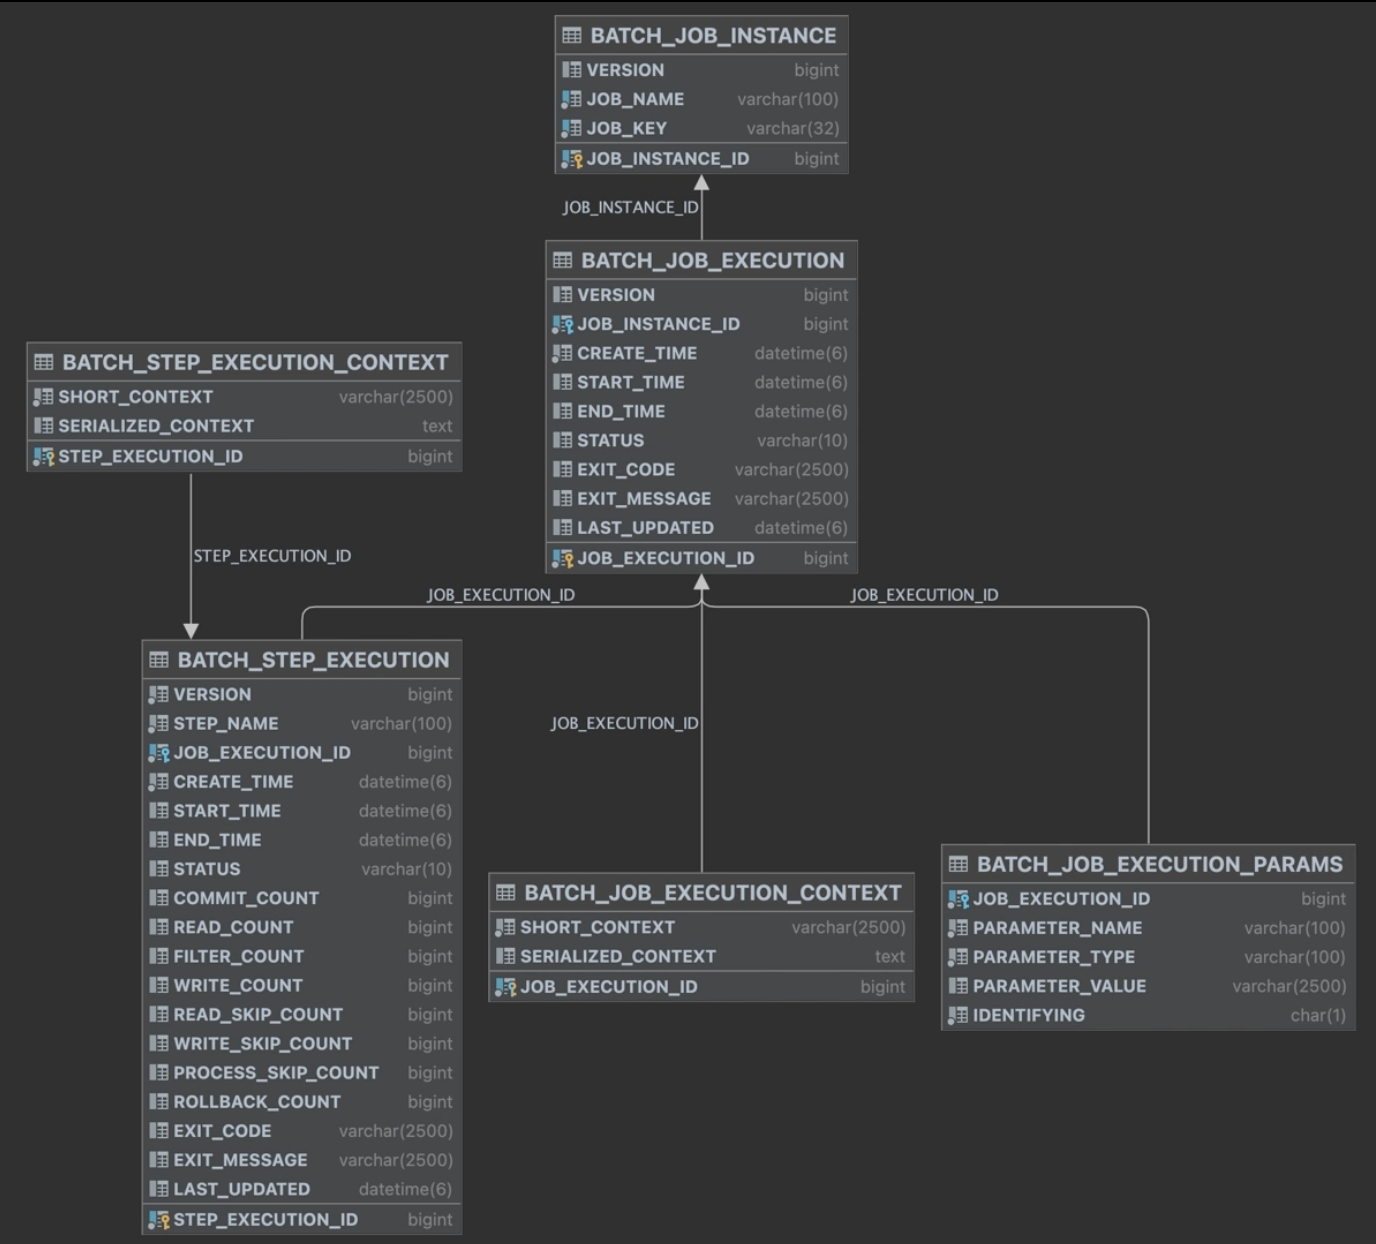 BATCH_JOB_INSTANCE
VERSION bigint
JOB_NAME varchar(100)
JOB_KEY varchar(32)
JOB_INSTANCE_ID bigint
JOB_INSTANCE_ID
BATCH_JOB_EXECUTION
VERSION bigint
JOB_INSTANCE_ID bigint
CREATE_TIME datetime(6)
START_TIME datetime(6)
END_TIME datetime(6)
STATUS varchar(10)
EXIT_CODE varchar(2500)
EXIT_MESSAGE varchar(2500)
LAST_UPDATED datetime(6)
JOB_EXECUTION_ID bigint
BATCH_STEP_EXECUTION_CONTEXT
SHORT_CONTEXT varchar(2500)
SERIALIZED_CONTEXT text
STEP_EXECUTION_ID bigint
STEP_EXECUTION_ID
JOB_EXECUTION_ID
JOB_EXECUTION_ID
JOB_EXECUTION_ID
BATCH_STEP_EXECUTION
VERSION bigint
STEP_NAME varchar(100)
JOB_EXECUTION_ID bigint
CREATE_TIME datetime(6)
START_TIME datetime(6)
END_TIME datetime(6)
STATUS varchar(10)
COMMIT_COUNT bigint
READ_COUNT bigint
FILTER_COUNT bigint
WRITE_COUNT bigint
READ_SKIP_COUNT bigint
WRITE_SKIP_COUNT bigint
PROCESS_SKIP_COUNT bigint
ROLLBACK_COUNT bigint
EXIT_CODE varchar(2500)
EXIT_MESSAGE varchar(2500)
LAST_UPDATED datetime(6)
STEP_EXECUTION_ID bigint
BATCH_JOB_EXECUTION_CONTEXT
SHORT_CONTEXT varchar(2500)
SERIALIZED_CONTEXT text
JOB_EXECUTION_ID bigint
BATCH_JOB_EXECUTION_PARAMS
JOB_EXECUTION_ID bigint
PARAMETER_NAME varchar(100)
PARAMETER_TYPE varchar(100)
PARAMETER_VALUE varchar(2500)
IDENTIFYING char(1)